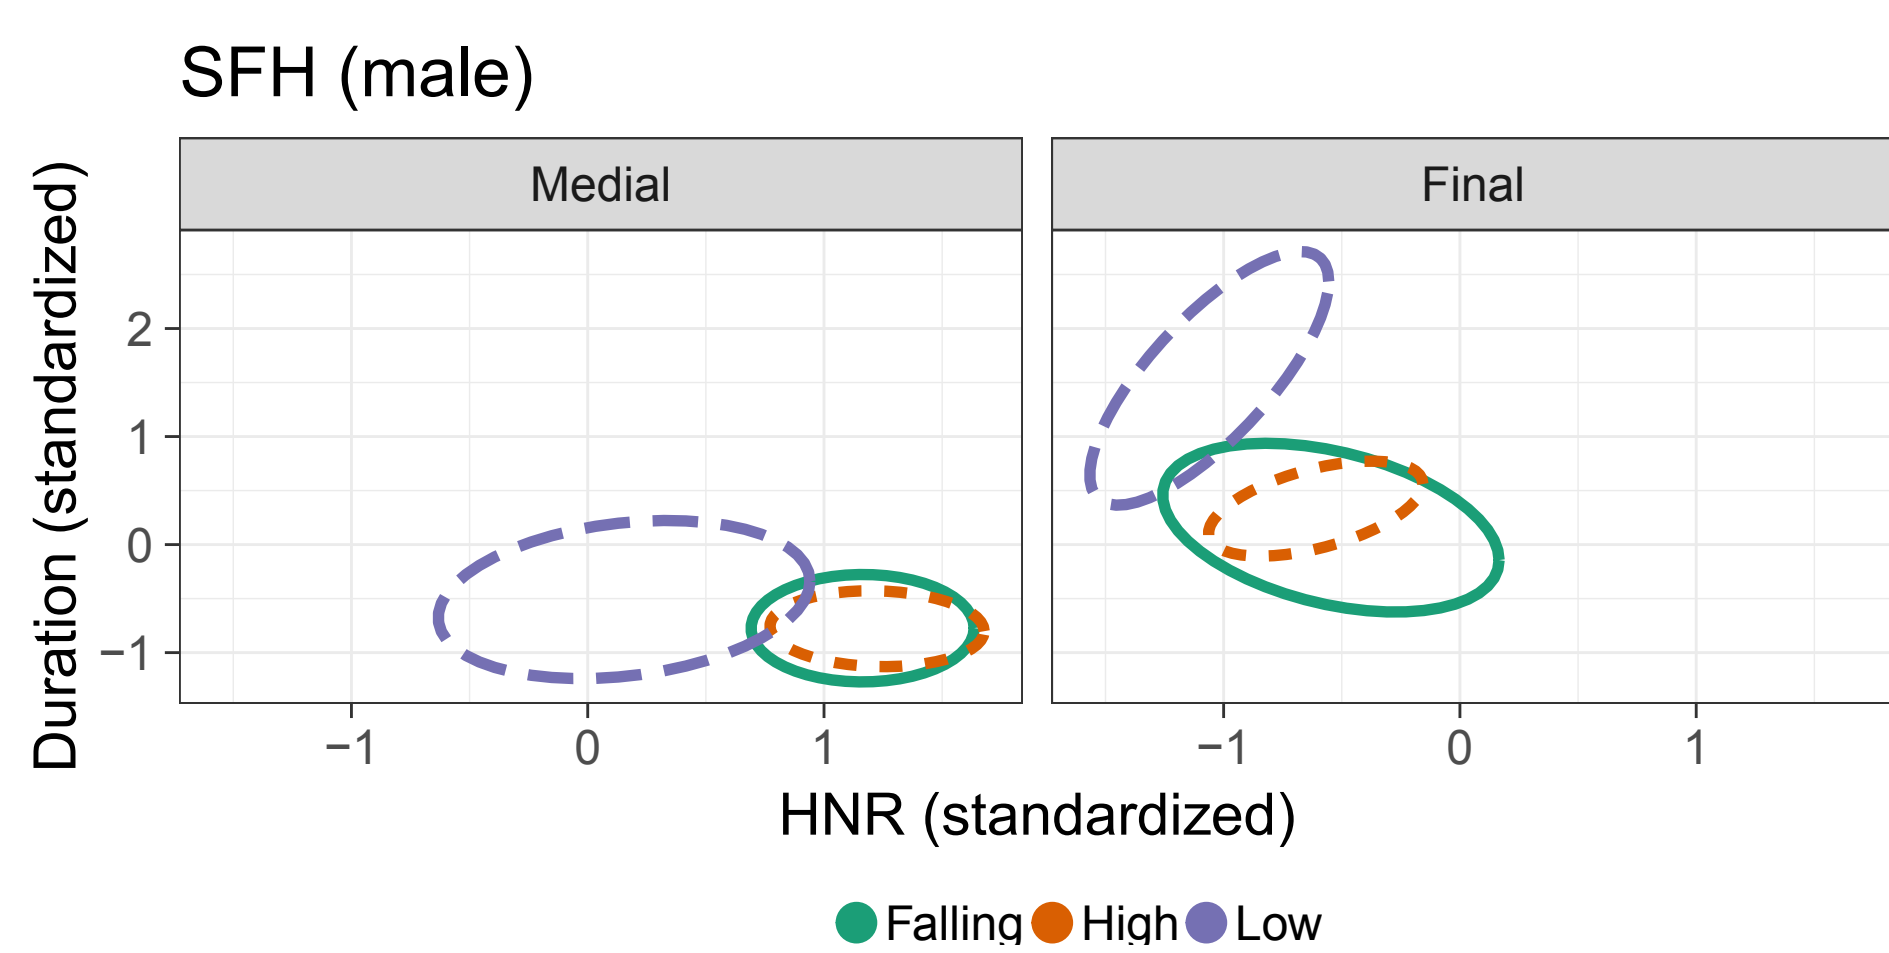 SFH (male)
Medial
Final
Duration (standardized)
2
1
0
−1
−1 0 1
−1 0 1
HNR (standardized)
Falling High Low